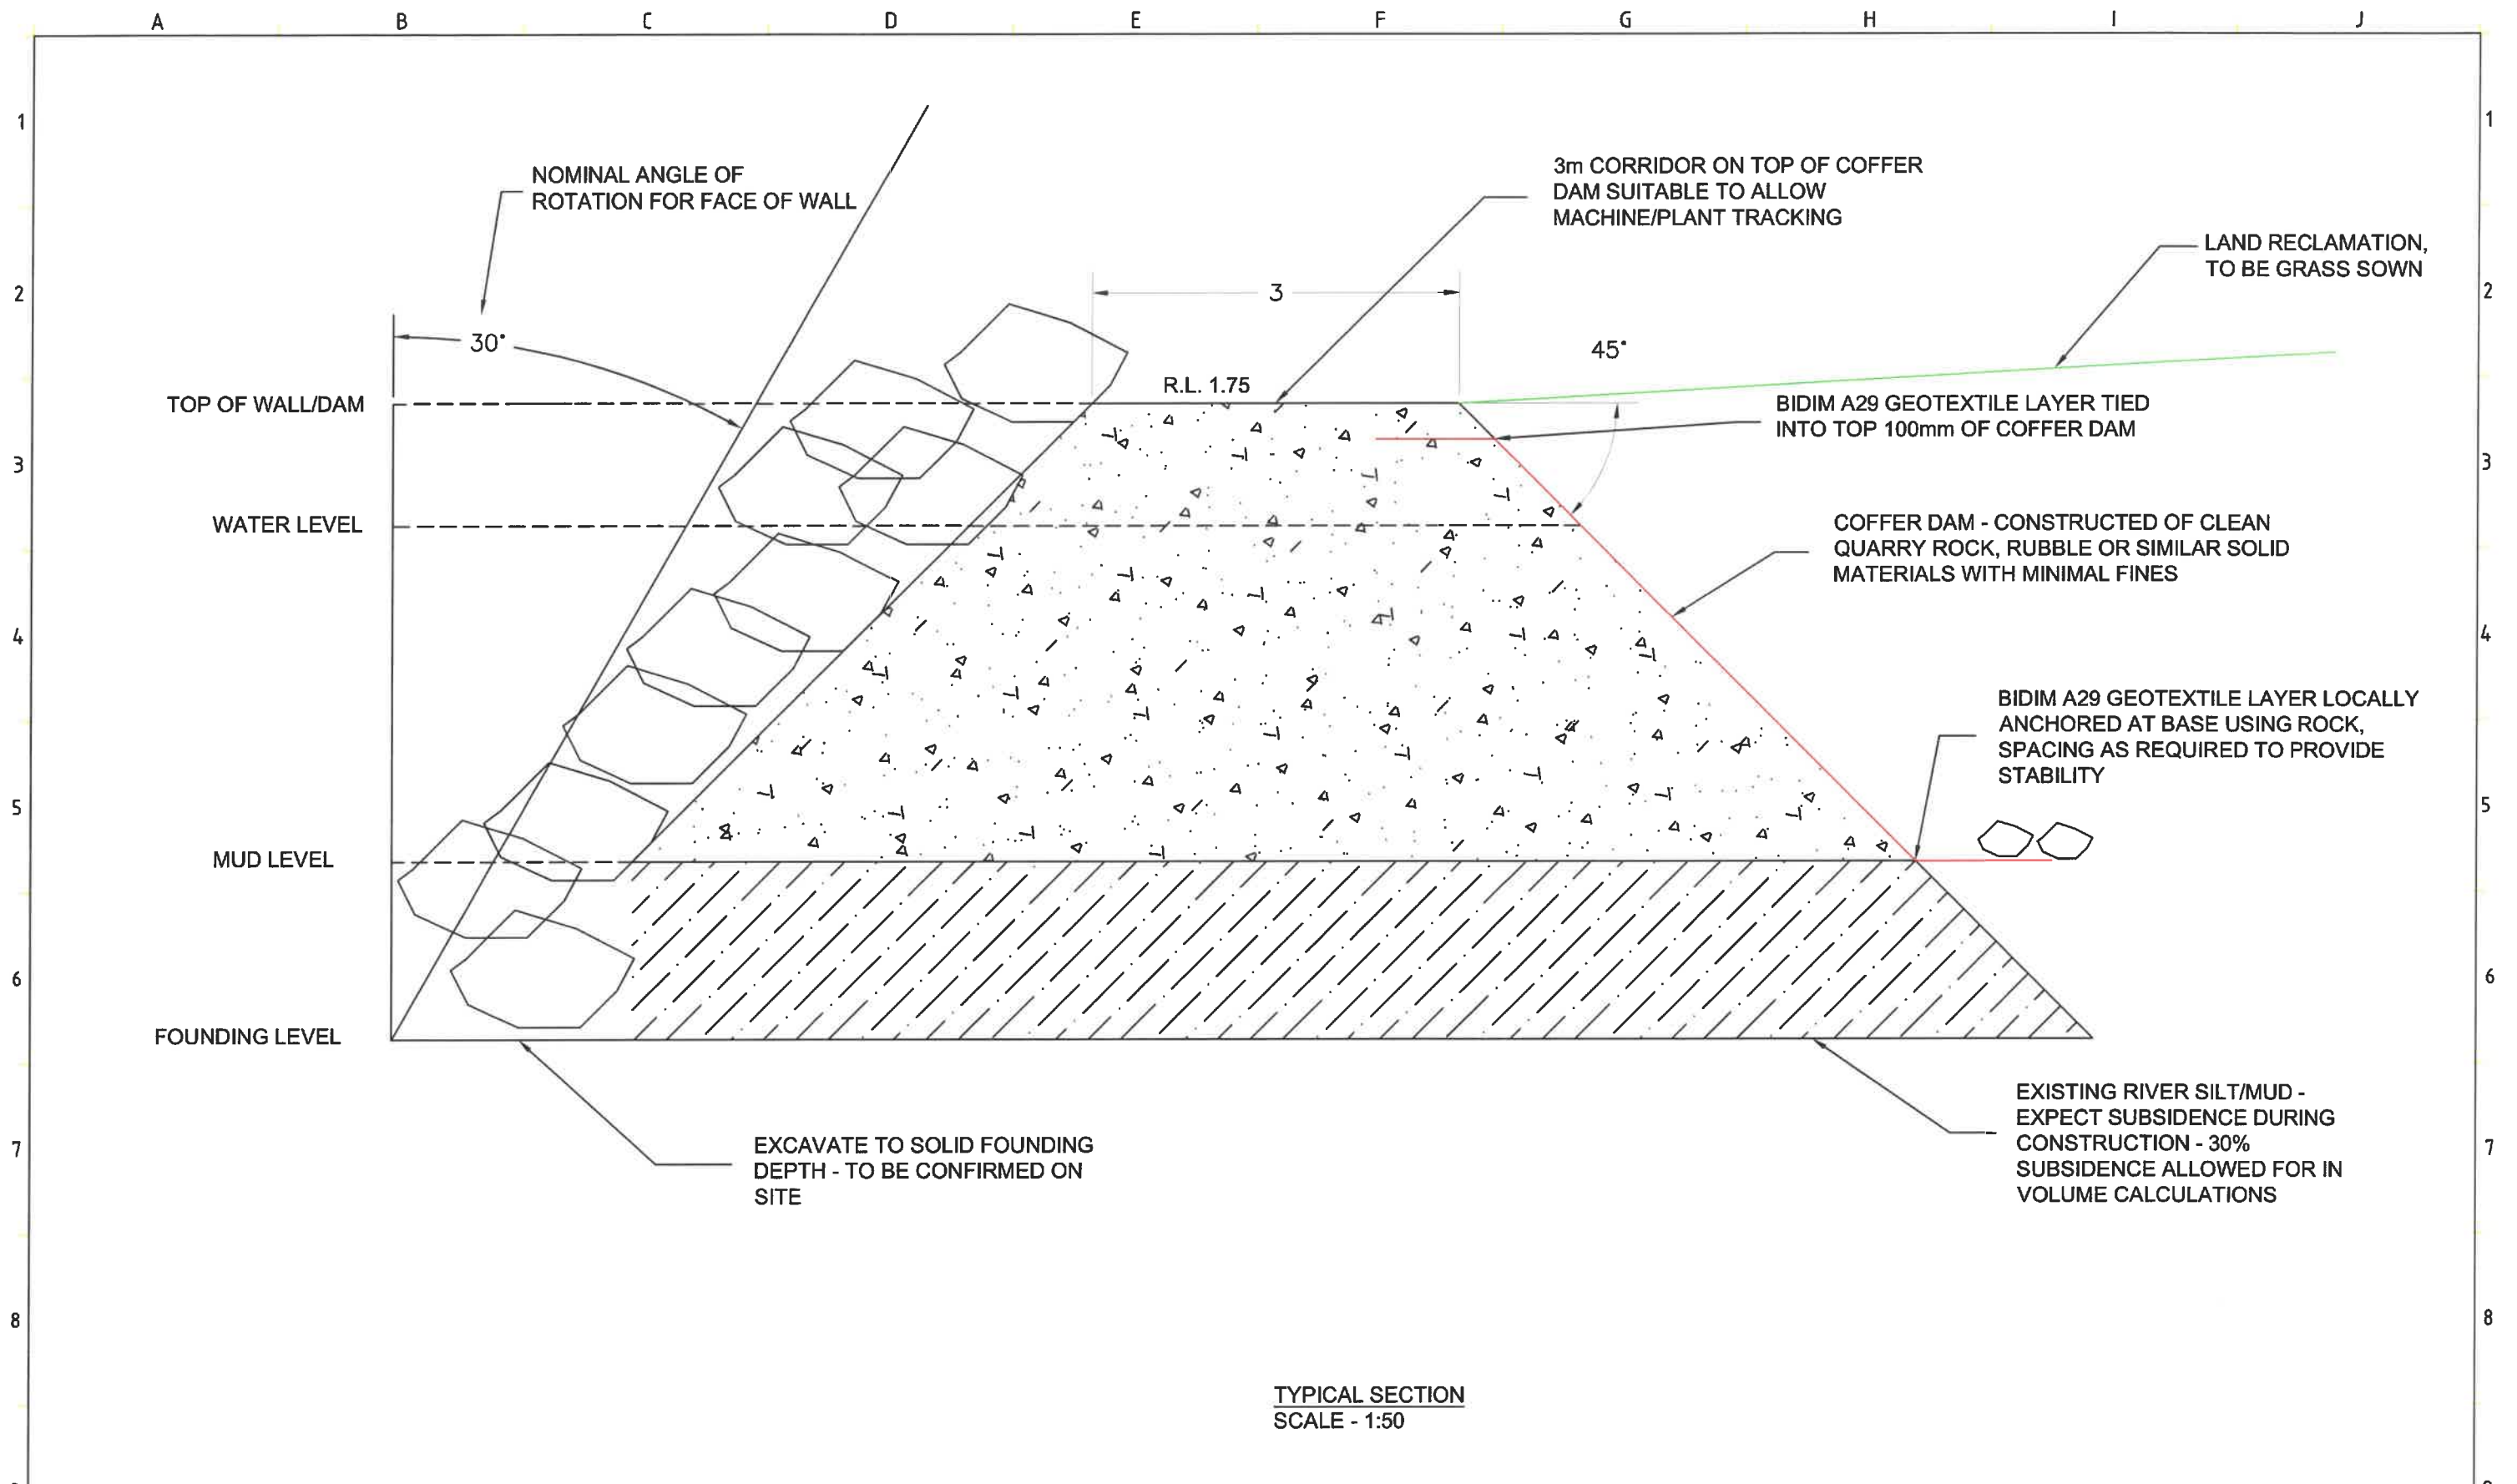 A B C D E F G H I J
1 1
NOMINAL ANGLE OF
ROTATION FOR FACE OF WALL
3m CORRIDOR ON TOP OF COFFER
DAM SUITABLE TO ALLOW
MACHINE/PLANT TRACKING
LAND RECLAMATION,
TO BE GRASS SOWN
2 2
3
30°
45°
R.L. 1.75
TOP OF WALL/DAM
BIDIM A29 GEOTEXTILE LAYER TIED
INTO TOP 100mm OF COFFER DAM
3 3
WATER LEVEL
COFFER DAM - CONSTRUCTED OF CLEAN
QUARRY ROCK, RUBBLE OR SIMILAR SOLID
MATERIALS WITH MINIMAL FINES
4 4
BIDIM A29 GEOTEXTILE LAYER LOCALLY
ANCHORED AT BASE USING ROCK,
SPACING AS REQUIRED TO PROVIDE
STABILITY
5 5
MUD LEVEL
6 6
FOUNDING LEVEL
EXISTING RIVER SILT/MUD -
EXPECT SUBSIDENCE DURING
CONSTRUCTION - 30%
SUBSIDENCE ALLOWED FOR IN
VOLUME CALCULATIONS
7 7
EXCAVATE TO SOLID FOUNDING
DEPTH - TO BE CONFIRMED ON
SITE
8 8
TYPICAL SECTION
SCALE - 1:50